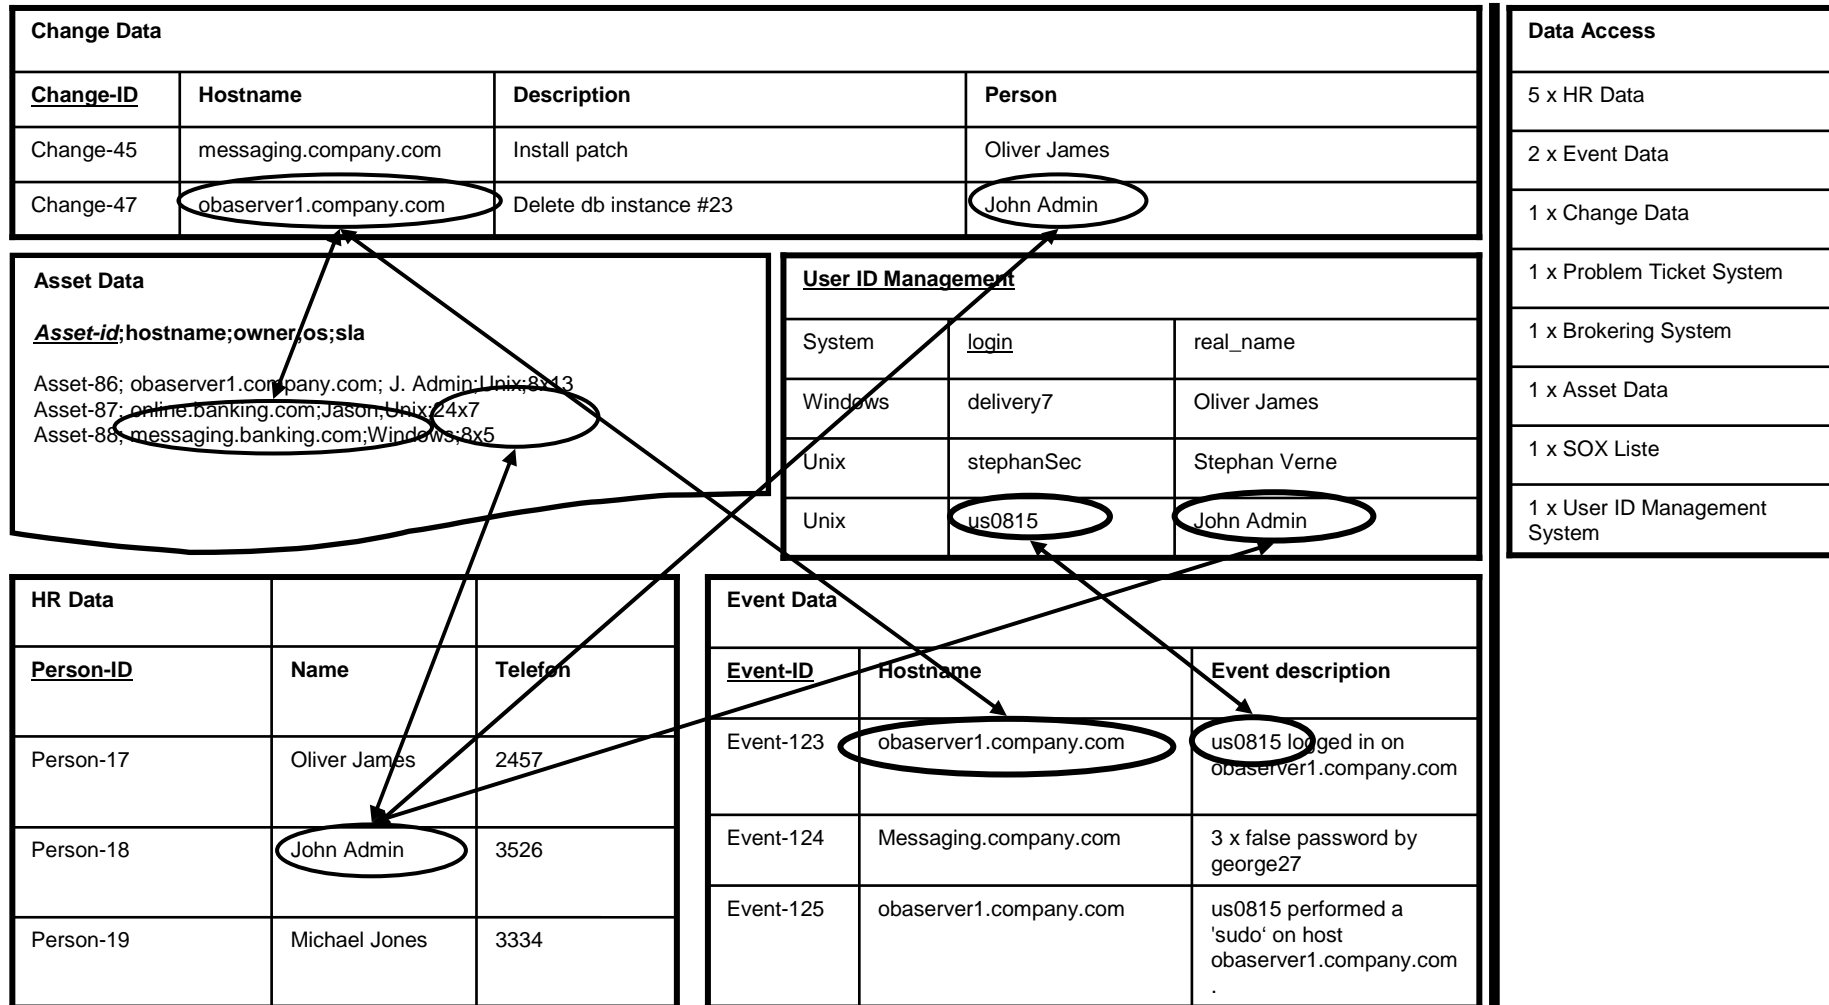 Change Data
Change-ID Hostname Description Person
Change-45 messaging.company.com Install patch Oliver James
Change-47 obaserver1.company.com Delete db instance #23 John Admin
Asset Data
Asset-id;hostname;owner;os;sla
Asset-86; obaserver1.company.com; J. Admin;Unix;8x13
Asset-87; online.banking.com;Jason;Unix;24x7
Asset-88; messaging.banking.com;Windows;8x5
User ID Management
System login real_name
Windows delivery7 Oliver James
Unix stephanSec Stephan Verne
Unix us0815 John Admin
HR Data
Person-ID Name Telefon
Person-17 Oliver James 2457
Person-18 John Admin 3526
Person-19 Michael Jones 3334
Event Data
Event-ID Hostname Event description
Event-123 obaserver1.company.com us0815 logged in on
obaserver1.company.com
Event-124 Messaging.company.com 3 x false password by
george27
Event-125 obaserver1.company.com us0815 performed a
'sudo‘ on host
obaserver1.company.com
.
Data Access
5 x HR Data
2 x Event Data
1 x Change Data
1 x Problem Ticket System
1 x Brokering System
1 x Asset Data
1 x SOX Liste
1 x User ID Management
System